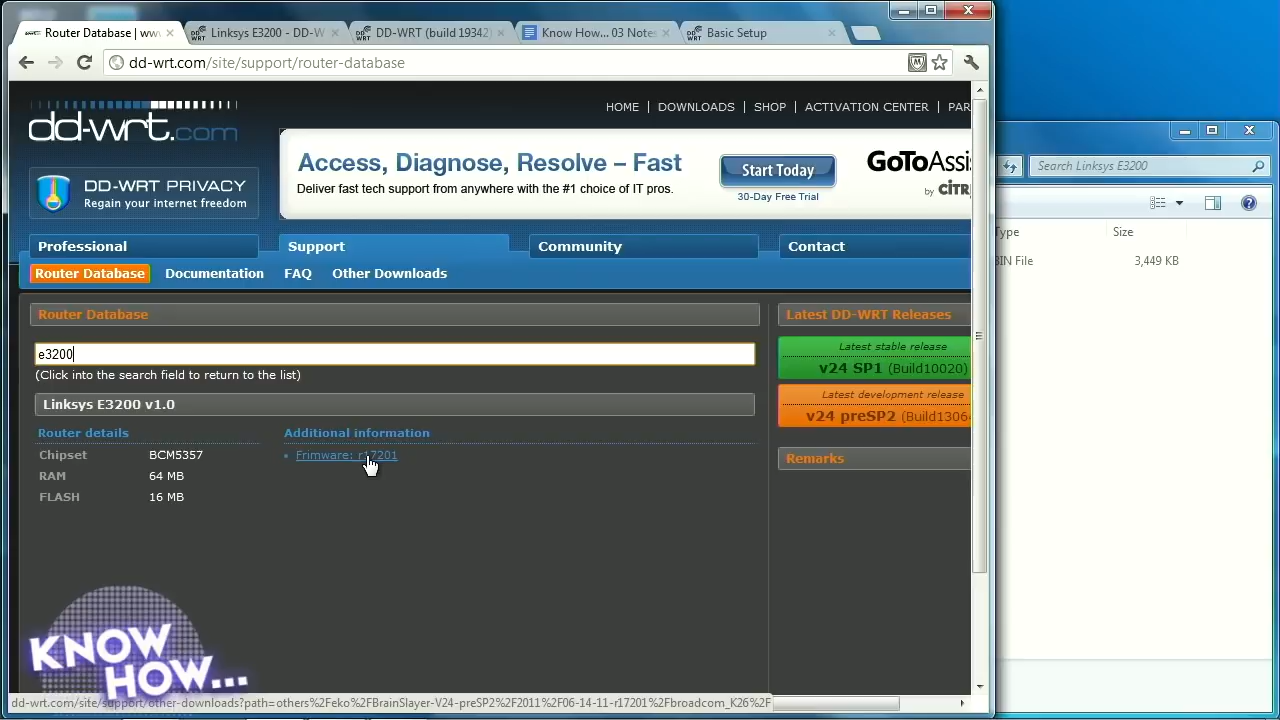 Router Database | ww
Linksys E3200 - DD-W
DD-WRT (build 19342)
Know How... 03 Notes
Basic Setup
dd-wrt.com/site/support/router-database
dd-wrt.com
HOME | DOWNLOADS | SHOP | ACTIVATION CENTER | PAR
DD-WRT PRIVACY
Regain your internet freedom
Access, Diagnose, Resolve – Fast
Deliver fast tech support from anywhere with the #1 choice of IT pros.
Start Today
30-Day Free Trial
GoToAssi
by CITR
Professional
Support
Community
Contact
Router Database
Documentation
FAQ
Other Downloads
Router Database
e3200
(Click into the search field to return to the list)
Linksys E3200 v1.0
Router details
Chipset BCM5357
RAM 64 MB
FLASH 16 MB
Additional information
Frimware: r17201
Latest DD-WRT Releases
Latest stable release
v24 SP1 (Build10020)
Latest development release
v24 preSP2 (Build1306
Remarks
KNOW
HOW...
dd-wrt.com/site/support/other-downloads?path=others%2Feko%2FBrainSlayer-V24-preSP2%2F2011%2F06-14-11-r17201%2Fbroadcom_K26%2F
Search Linksys E3200
Type
Size
BIN File
3,449 KB